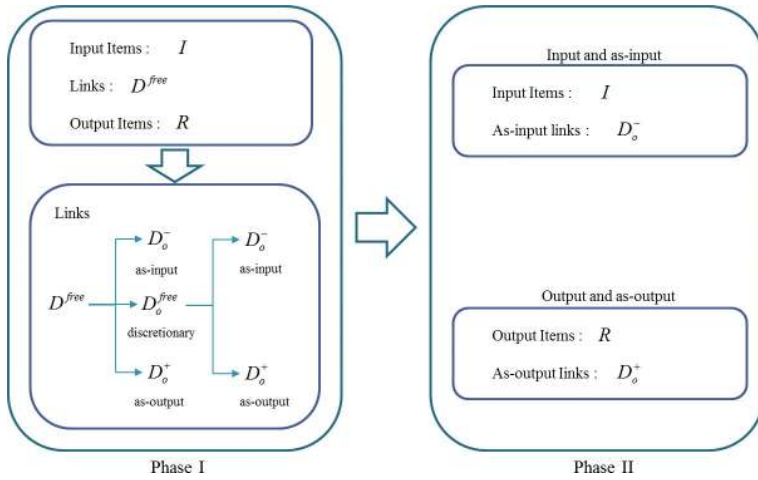 Input Items : I
Links : D^free
Output Items : R
Links
D_o^- D_o^-
as-input as-input
D^free D_o^free
discretionary
D_o^+ D_o^+
as-output as-output
Phase I
Input and as-input
Input Items : I
As-input links : D_o^-
Output and as-output
Output Items : R
As-output Links : D_o^+
Phase II